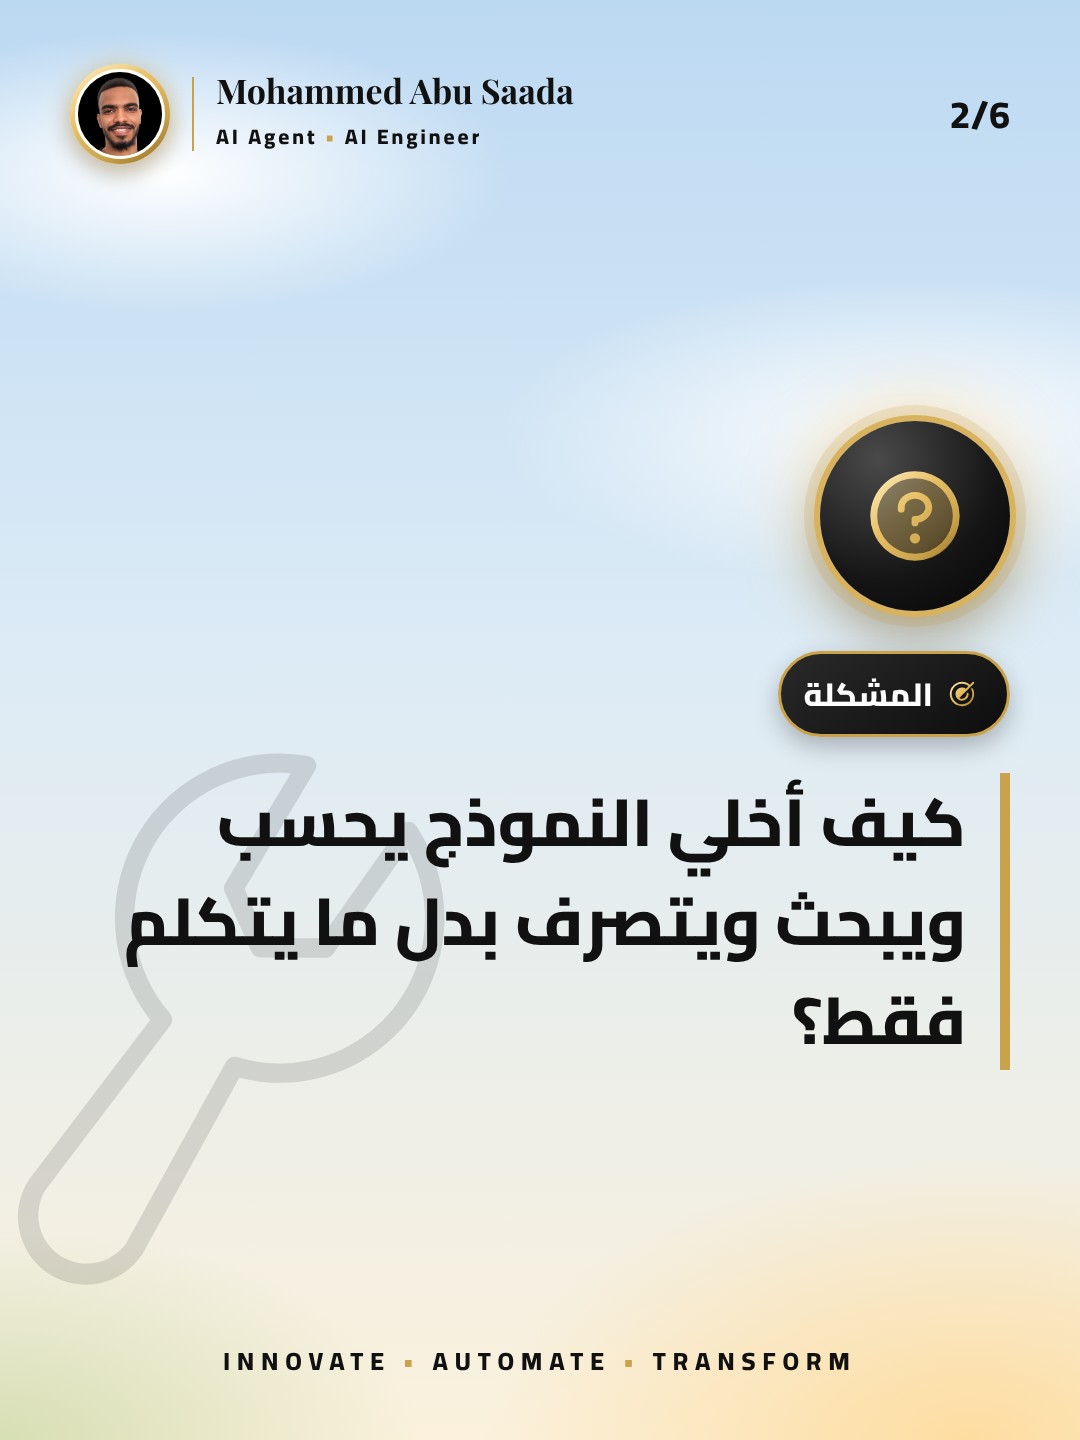 Mohammed Abu Saada
AI Agent ▪ AI Engineer
2/6
المشكلة
كيف أخلي النموذج يحسب
ويبحث ويتصرف بدل ما يتكلم
فقط؟
INNOVATE ▪ AUTOMATE ▪ TRANSFORM